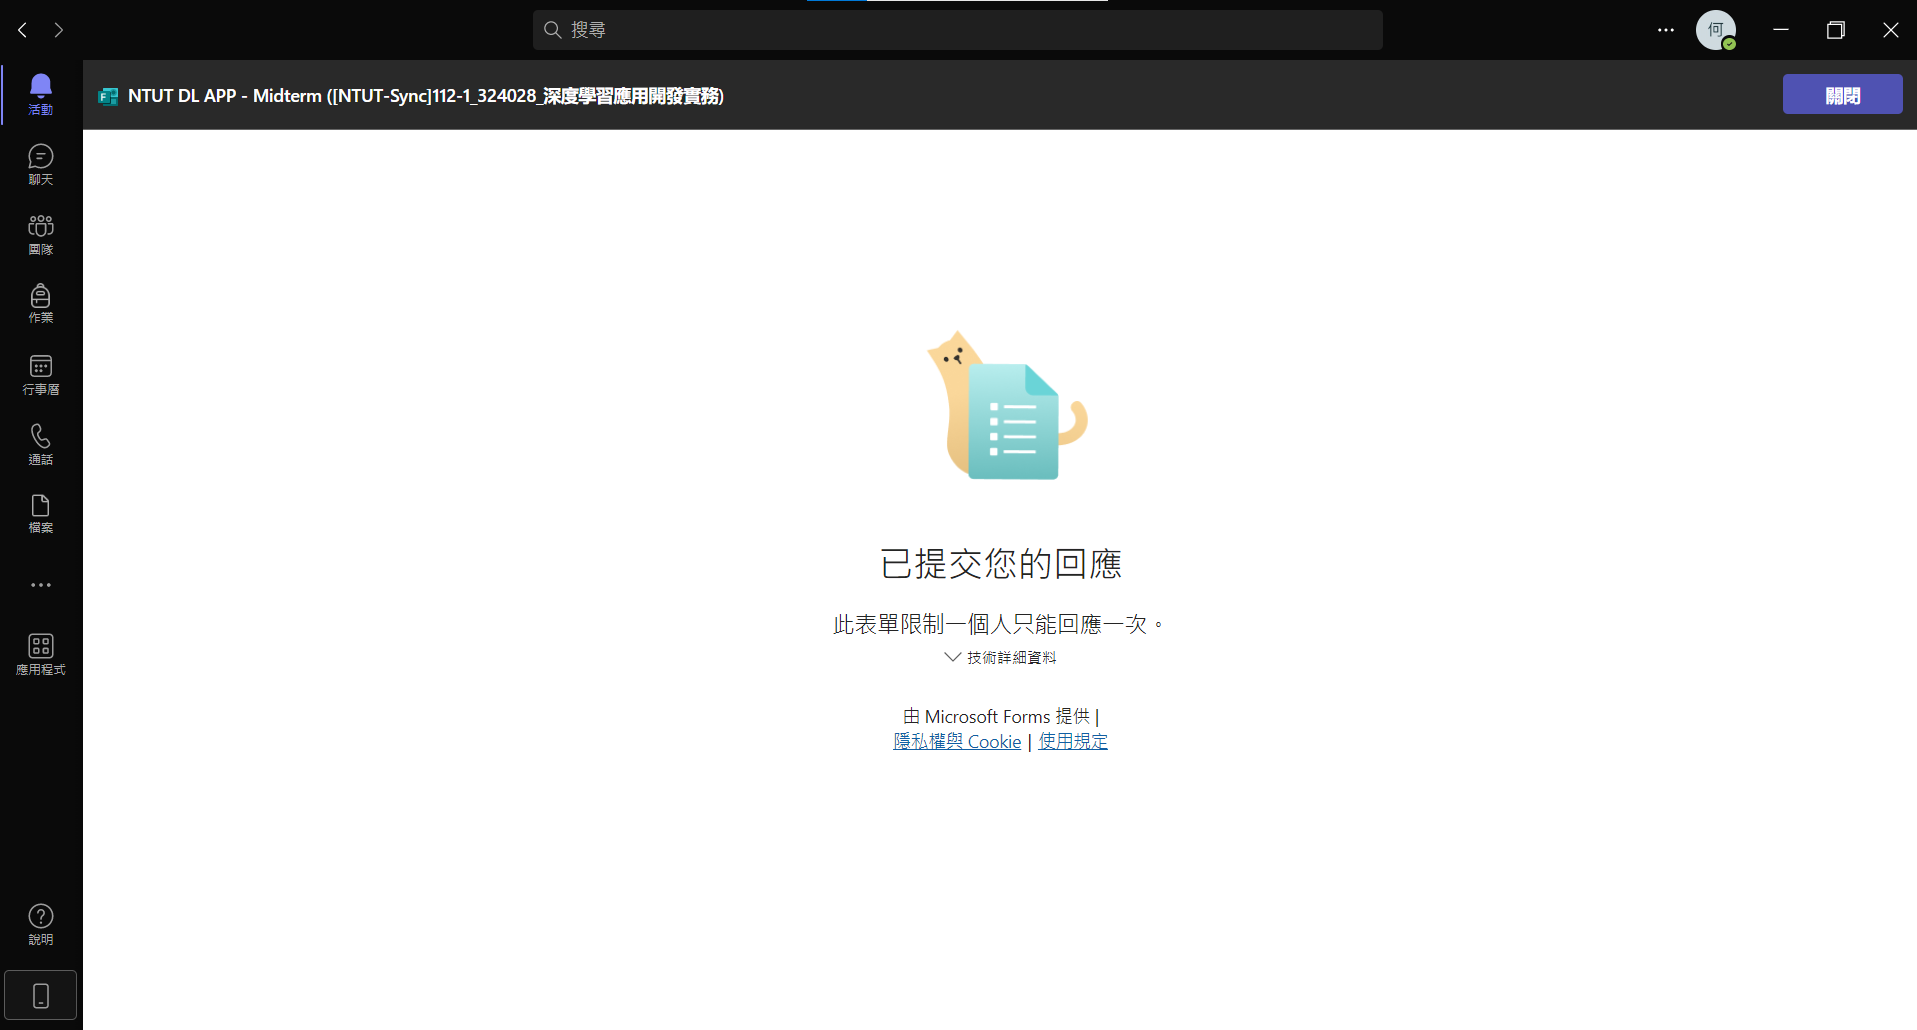 搜尋
何
NTUT DL APP - Midterm ([NTUT-Sync]112-1_324028_深度學習應用開發實務)
關閉
活動
聊天
團隊
作業
行事曆
通話
檔案
應用程式
說明
已提交您的回應
此表單限制一個人只能回應一次。
技術詳細資料
由 Microsoft Forms 提供 |
隱私權與 Cookie | 使用規定